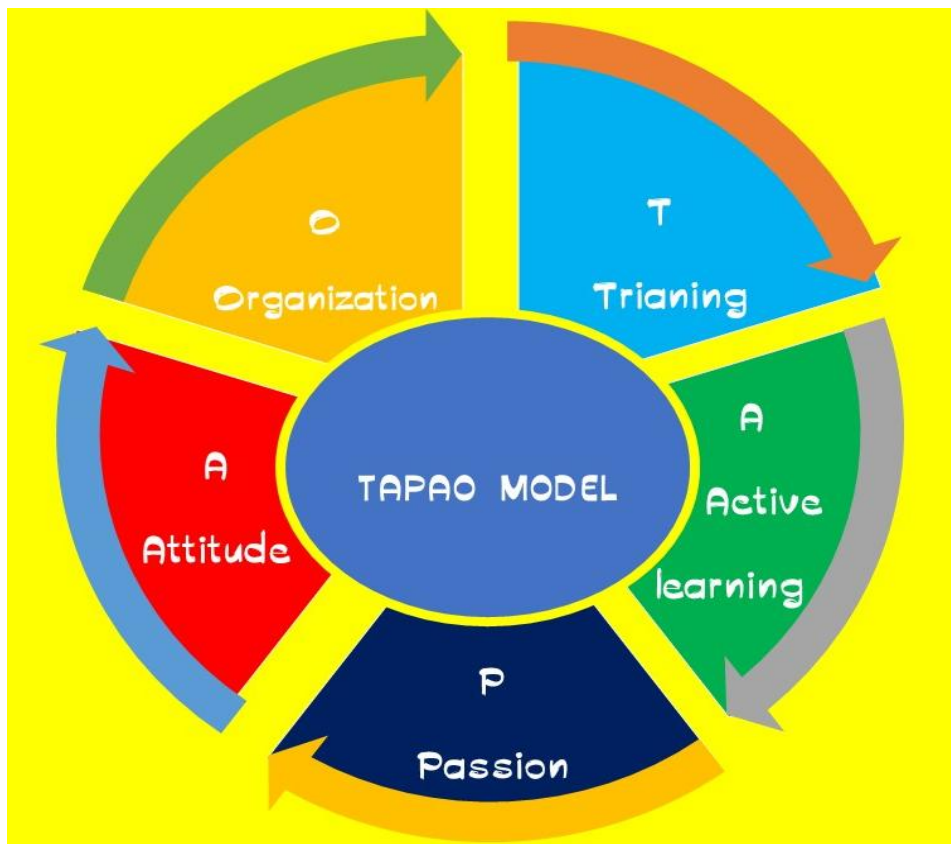 T
Trianing
A
Active
learning
P
Passion
A
Attitude
O
Organization
TAPAO MODEL